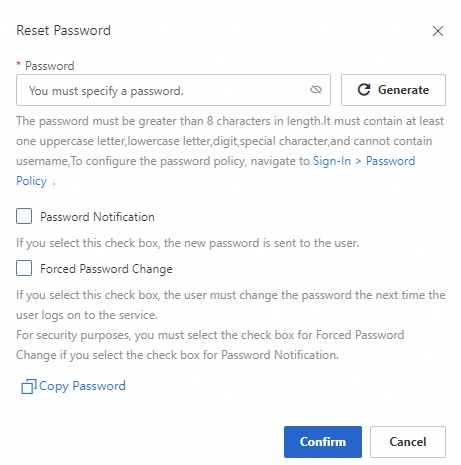 Reset Password
* Password
You must specify a password.
Generate
The password must be greater than 8 characters in length.It must contain at least
one uppercase letter,lowercase letter,digit,special character,and cannot contain
username,To configure the password policy, navigate to Sign-In > Password
Policy .
Password Notification
If you select this check box, the new password is sent to the user.
Forced Password Change
If you select this check box, the user must change the password the next time the
user logs on to the service.
For security purposes, you must select the check box for Forced Password
Change if you select the check box for Password Notification.
Copy Password
Confirm
Cancel